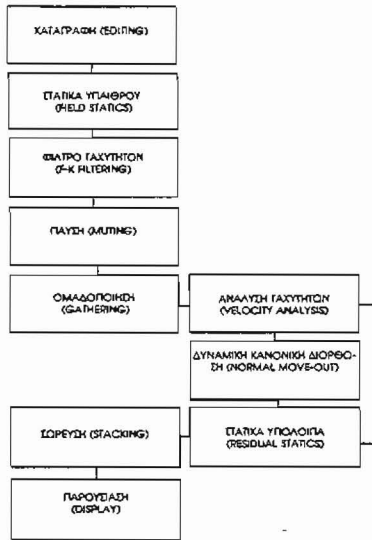 ΚΑΤΑΓΡΑΦΗ (EDITING)
ΣΤΑΤΙΚΑ ΥΠΑΙΘΡΟΥ
(FIELD STATICS)
ΦΙΛΤΡΟ ΤΑΧΥΤΗΤΩΝ
(F-K FILTERING)
ΠΑΥΣΗ (MUTING)
ΟΜΑΔΟΠΟΙΗΣΗ
(GATHERING)
ΑΝΑΛΥΣΗ ΤΑΧΥΤΗΤΩΝ
(VELOCITY ANALYSIS)
ΔΥΝΑΜΙΚΗ ΚΑΝΟΝΙΚΗ ΔΙΟΡΘΩ-
ΣΗ (NORMAL MOVE-OUT)
ΣΩΡΕΥΣΗ (STACKING)
ΣΤΑΤΙΚΑ ΥΠΟΛΟΙΠΑ
(RESIDUAL STATICS)
ΠΑΡΟΥΣΙΑΣΗ
(DISPLAY)